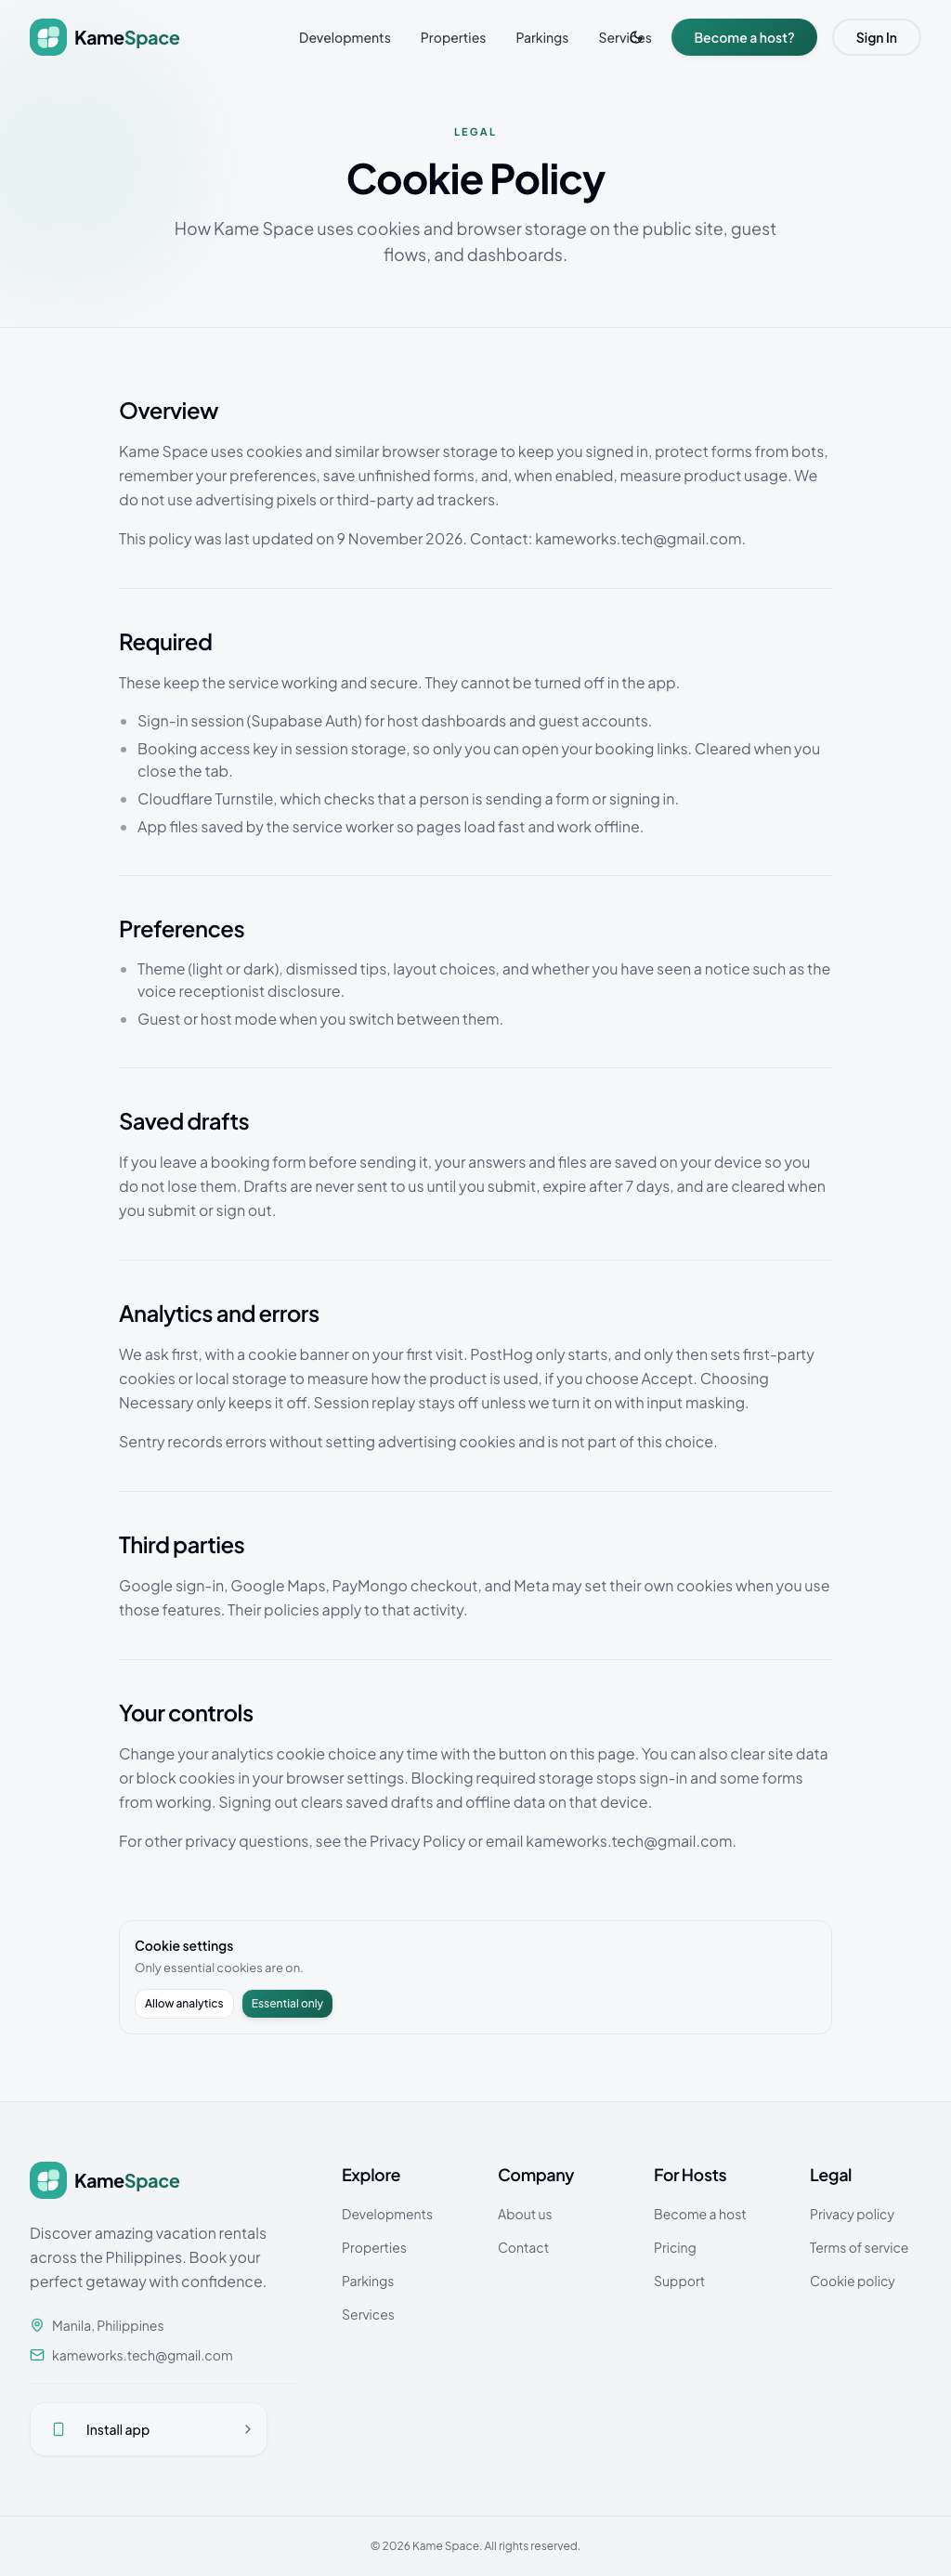 KameSpace
Developments
Properties
Parkings
Services
Become a host?
Sign In
LEGAL
Cookie Policy
How Kame Space uses cookies and browser storage on the public site, guest
flows, and dashboards.
Overview
Kame Space uses cookies and similar browser storage to keep you signed in, protect forms from bots,
remember your preferences, save unfinished forms, and, when enabled, measure product usage. We
do not use advertising pixels or third-party ad trackers.
This policy was last updated on 9 November 2026. Contact: kameworks.tech@gmail.com.
Required
These keep the service working and secure. They cannot be turned off in the app.
Sign-in session (Supabase Auth) for host dashboards and guest accounts.
Booking access key in session storage, so only you can open your booking links. Cleared when you
close the tab.
Cloudflare Turnstile, which checks that a person is sending a form or signing in.
App files saved by the service worker so pages load fast and work offline.
Preferences
Theme (light or dark), dismissed tips, layout choices, and whether you have seen a notice such as the
voice receptionist disclosure.
Guest or host mode when you switch between them.
Saved drafts
If you leave a booking form before sending it, your answers and files are saved on your device so you
do not lose them. Drafts are never sent to us until you submit, expire after 7 days, and are cleared when
you submit or sign out.
Analytics and errors
We ask first, with a cookie banner on your first visit. PostHog only starts, and only then sets first-party
cookies or local storage to measure how the product is used, if you choose Accept. Choosing
Necessary only keeps it off. Session replay stays off unless we turn it on with input masking.
Sentry records errors without setting advertising cookies and is not part of this choice.
Third parties
Google sign-in, Google Maps, PayMongo checkout, and Meta may set their own cookies when you use
those features. Their policies apply to that activity.
Your controls
Change your analytics cookie choice any time with the button on this page. You can also clear site data
or block cookies in your browser settings. Blocking required storage stops sign-in and some forms
from working. Signing out clears saved drafts and offline data on that device.
For other privacy questions, see the Privacy Policy or email kameworks.tech@gmail.com.
Cookie settings
Only essential cookies are on.
Allow analytics
Essential only
KameSpace
Discover amazing vacation rentals
across the Philippines. Book your
perfect getaway with confidence.
Manila, Philippines
kameworks.tech@gmail.com
Install app
Explore
Developments
Properties
Parkings
Services
Company
About us
Contact
For Hosts
Become a host
Pricing
Support
Legal
Privacy policy
Terms of service
Cookie policy
© 2026 Kame Space. All rights reserved.